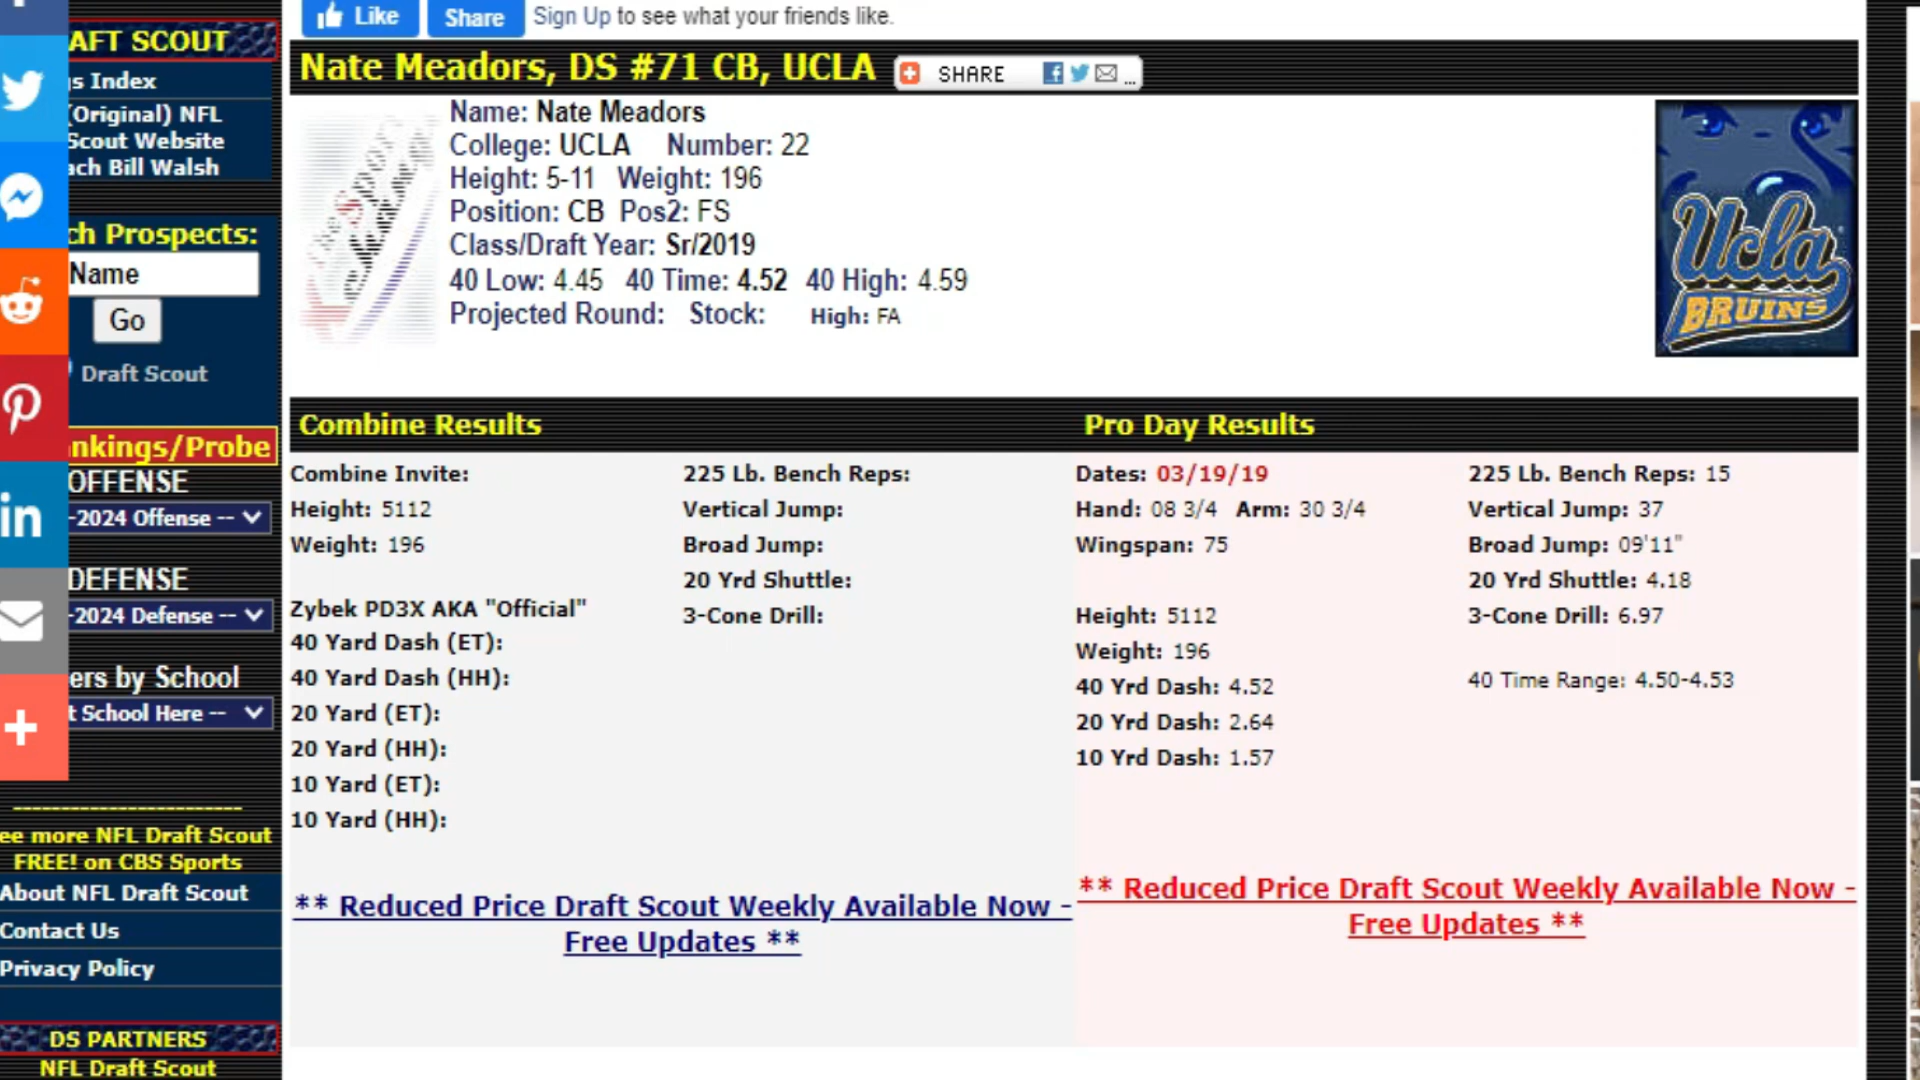 Like
Share
Sign Up to see what your friends like.
AFT SCOUT
gs Index
(Original) NFL
Scout Website
ach Bill Walsh
ch Prospects:
Name
Go
Draft Scout
ankings/Probe
OFFENSE
-2024 Offense --
DEFENSE
-2024 Defense --
ers by School
t School Here --
------------------------
ee more NFL Draft Scout
FREE! on CBS Sports
About NFL Draft Scout
Contact Us
Privacy Policy
DS PARTNERS
NFL Draft Scout
in
Nate Meadors, DS #71 CB, UCLA
SHARE ...
Name: Nate Meadors
College: UCLA Number: 22
Height: 5-11 Weight: 196
Position: CB Pos2: FS
Class/Draft Year: Sr/2019
40 Low: 4.45 40 Time: 4.52 40 High: 4.59
Projected Round: Stock: High: FA
Ucla
BRUINS
Combine Results
Combine Invite:
Height: 5112
Weight: 196
Zybek PD3X AKA "Official"
40 Yard Dash (ET):
40 Yard Dash (HH):
20 Yard (ET):
20 Yard (HH):
10 Yard (ET):
10 Yard (HH):
225 Lb. Bench Reps:
Vertical Jump:
Broad Jump:
20 Yrd Shuttle:
3-Cone Drill:
** Reduced Price Draft Scout Weekly Available Now -
Free Updates **
Pro Day Results
Dates: 03/19/19
Hand: 08 3/4 Arm: 30 3/4
Wingspan: 75
Height: 5112
Weight: 196
40 Yrd Dash: 4.52
20 Yrd Dash: 2.64
10 Yrd Dash: 1.57
225 Lb. Bench Reps: 15
Vertical Jump: 37
Broad Jump: 09'11"
20 Yrd Shuttle: 4.18
3-Cone Drill: 6.97
40 Time Range: 4.50-4.53
** Reduced Price Draft Scout Weekly Available Now -
Free Updates **